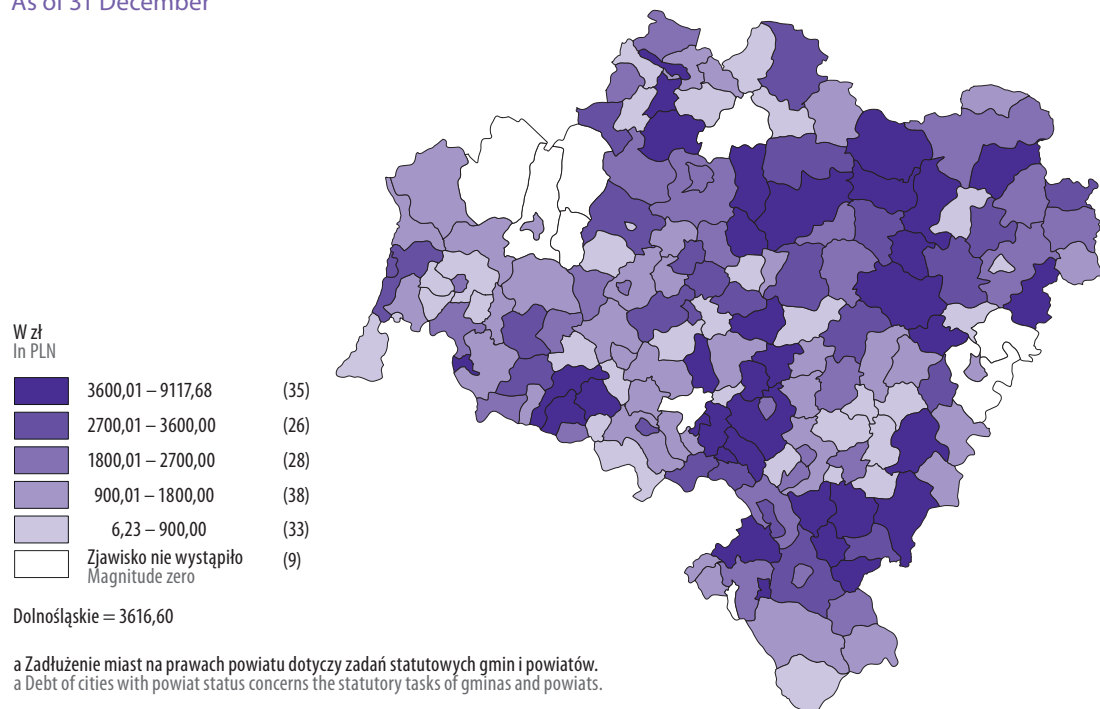 As of 31 December
W zł
In PLN
3600,01 – 9117,68 (35)
2700,01 – 3600,00 (26)
1800,01 – 2700,00 (28)
900,01 – 1800,00 (38)
6,23 – 900,00 (33)
Zjawisko nie wystąpiło (9)
Magnitude zero
Dolnośląskie = 3616,60
a Zadłużenie miast na prawach powiatu dotyczy zadań statutowych gmin i powiatów.
a Debt of cities with powiat status concerns the statutory tasks of gminas and powiats.